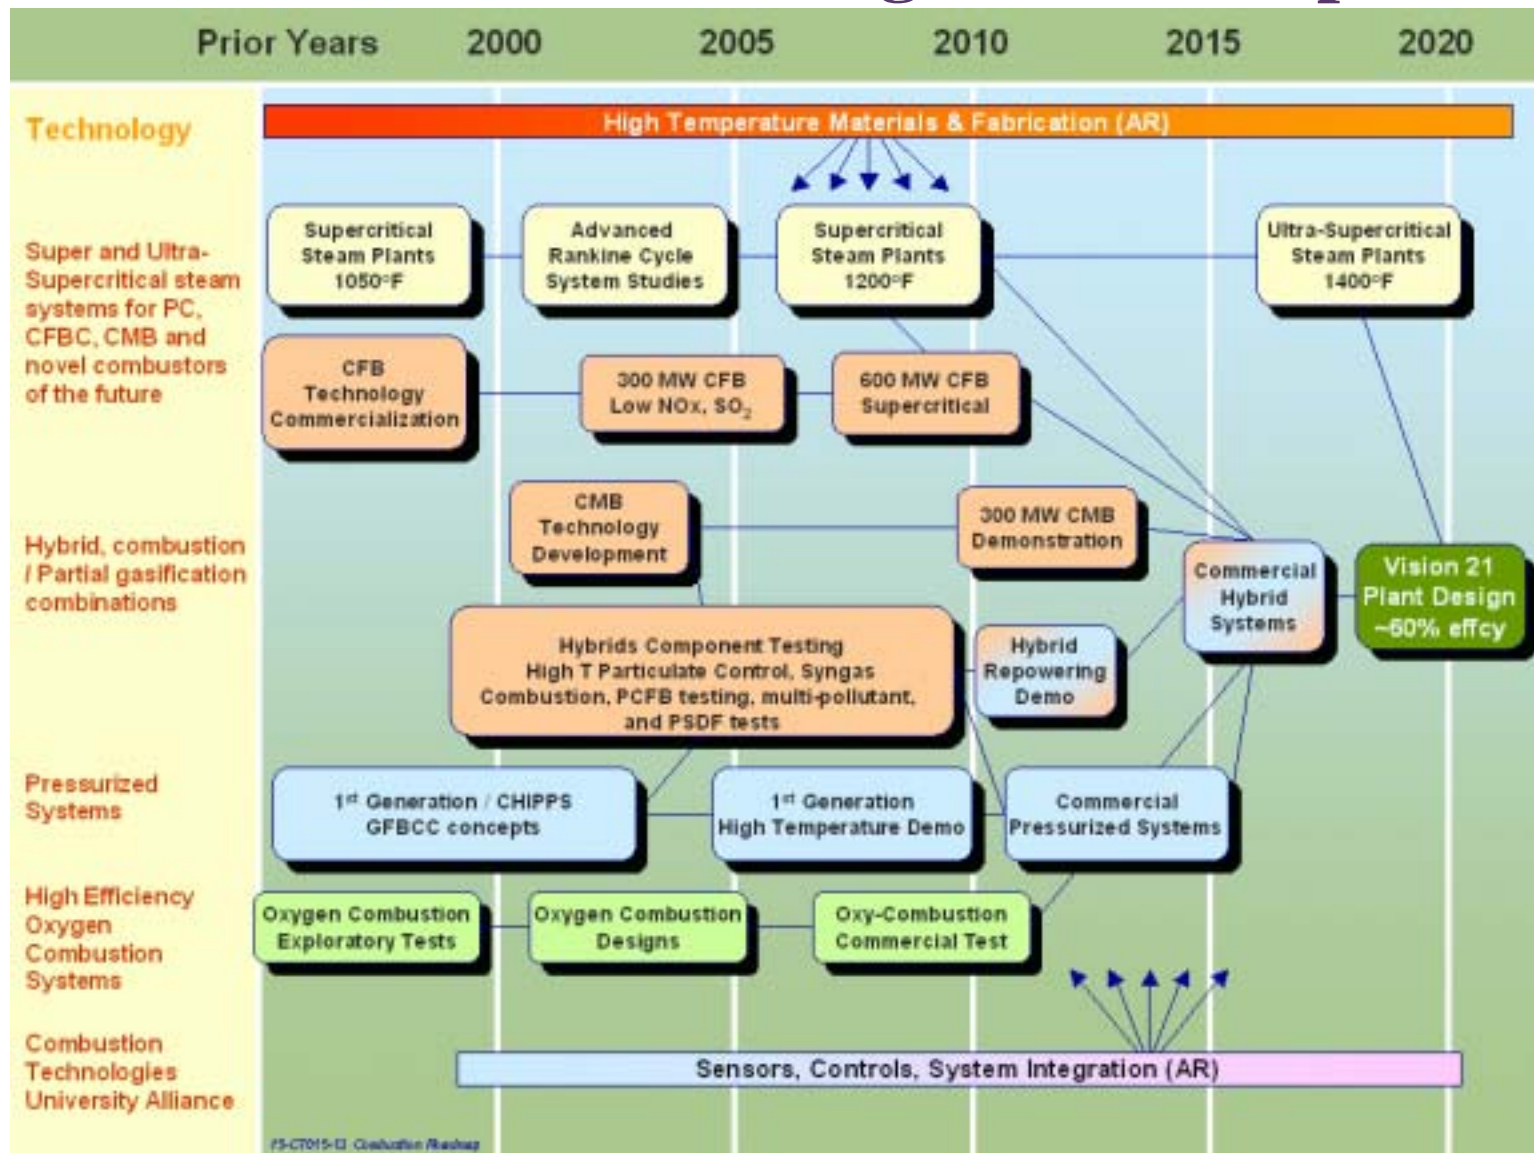 Prior Years 2000 2005 2010 2015 2020
Technology
High Temperature Materials & Fabrication (AR)
Super and Ultra-
Supercritical steam
systems for PC,
CFBC, CMB and
novel combustors
of the future
Supercritical
Steam Plants
1050°F
Advanced
Rankine Cycle
System Studies
Supercritical
Steam Plants
1200°F
Ultra-Supercritical
Steam Plants
1400°F
CFB
Technology
Commercialization
300 MW CFB
Low NOx, SO2
600 MW CFB
Supercritical
Hybrid, combustion
/ Partial gasification
combinations
CMB
Technology
Development
300 MW CMB
Demonstration
Commercial
Hybrid
Systems
Vision 21
Plant Design
~60% effcy
Hybrids Component Testing
High T Particulate Control, Syngas
Combustion, PCFB testing, multi-pollutant,
and PSDF tests
Hybrid
Repowering
Demo
Pressurized
Systems
1st Generation / CHIPPS
GFBCC concepts
1st Generation
High Temperature Demo
Commercial
Pressurized Systems
High Efficiency
Oxygen
Combustion
Systems
Oxygen Combustion
Exploratory Tests
Oxygen Combustion
Designs
Oxy-Combustion
Commercial Test
Combustion
Technologies
University Alliance
Sensors, Controls, System Integration (AR)
Combustion Roadmap